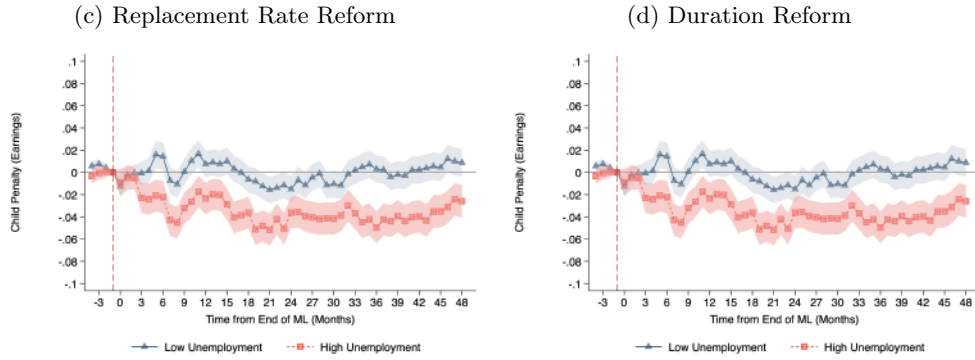 (c) Replacement Rate Reform
Child Penalty (Earnings)
.1
.08
.06
.04
.02
0
-.02
-.04
-.06
-.08
-.1
-3 0 3 6 9 12 15 18 21 24 27 30 33 36 39 42 45 48
Time from End of ML (Months)
Low Unemployment High Unemployment
(d) Duration Reform
Child Penalty (Earnings)
.1
.08
.06
.04
.02
0
-.02
-.04
-.06
-.08
-.1
-3 0 3 6 9 12 15 18 21 24 27 30 33 36 39 42 45 48
Time from End of ML (Months)
Low Unemployment High Unemployment